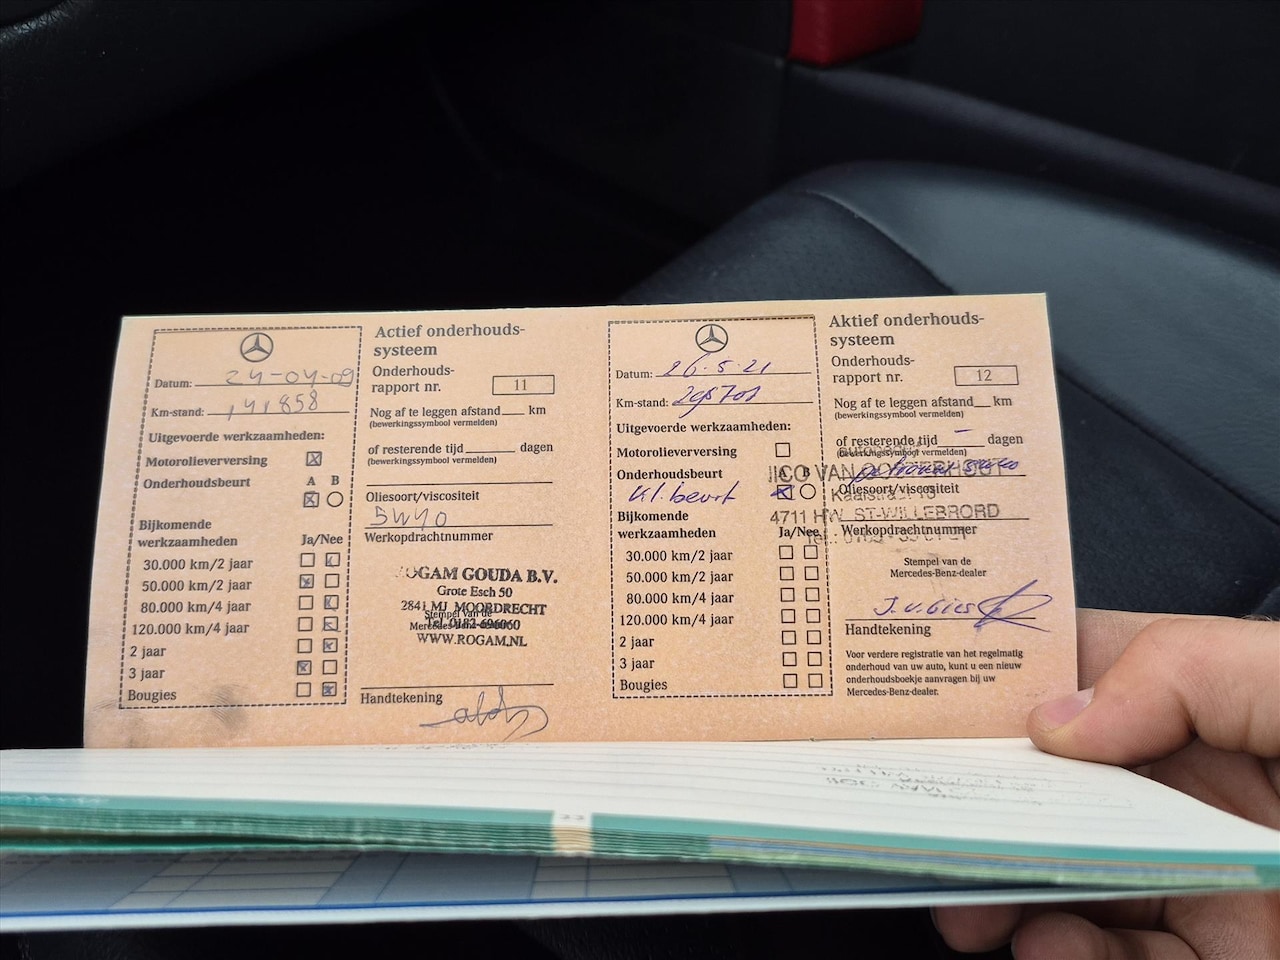 Actief onderhouds-
systeem
Datum: 24-04-09
Onderhouds-
rapport nr. 11
Km-stand: 141858
Nog af te leggen afstand km
(bewerkingssymbool vermelden)
Uitgevoerde werkzaamheden:
of resterende tijd dagen
(bewerkingssymbool vermelden)
Motorolieverversing
Onderhoudsbeurt A B
Oliesoort/viscositeit
5W40
Werkopdrachtnummer
Bijkomende
werkzaamheden Ja/Nee
30.000 km/2 jaar
50.000 km/2 jaar
80.000 km/4 jaar
120.000 km/4 jaar
2 jaar
3 jaar
Bougies
ROGAM GOUDA B.V.
Grote Esch 50
2841 MJ MOORDRECHT
Stempel van de
Tel. 0182-696060
WWW.ROGAM.NL
Handtekening
Aktief onderhouds-
systeem
Datum: 26-5-21
Onderhouds-
rapport nr. 12
Km-stand:
Nog af te leggen afstand km
(bewerkingssymbool vermelden)
Uitgevoerde werkzaamheden:
of resterende tijd dagen
(bewerkingssymbool vermelden)
Motorolieverversing
Onderhoudsbeurt A B
Kl. beurt
Oliesoort/viscositeit
4711 HW ST-WILLEBRORD
Werkopdrachtnummer
Bijkomende
werkzaamheden Ja/Nee
30.000 km/2 jaar
50.000 km/2 jaar
80.000 km/4 jaar
120.000 km/4 jaar
2 jaar
3 jaar
Bougies
Stempel van de
Mercedes-Benz-dealer
Handtekening
Voor verdere registratie van het regelmatig
onderhoud van uw auto, kunt u een nieuw
onderhoudsboekje aanvragen bij uw
Mercedes-Benz-dealer.